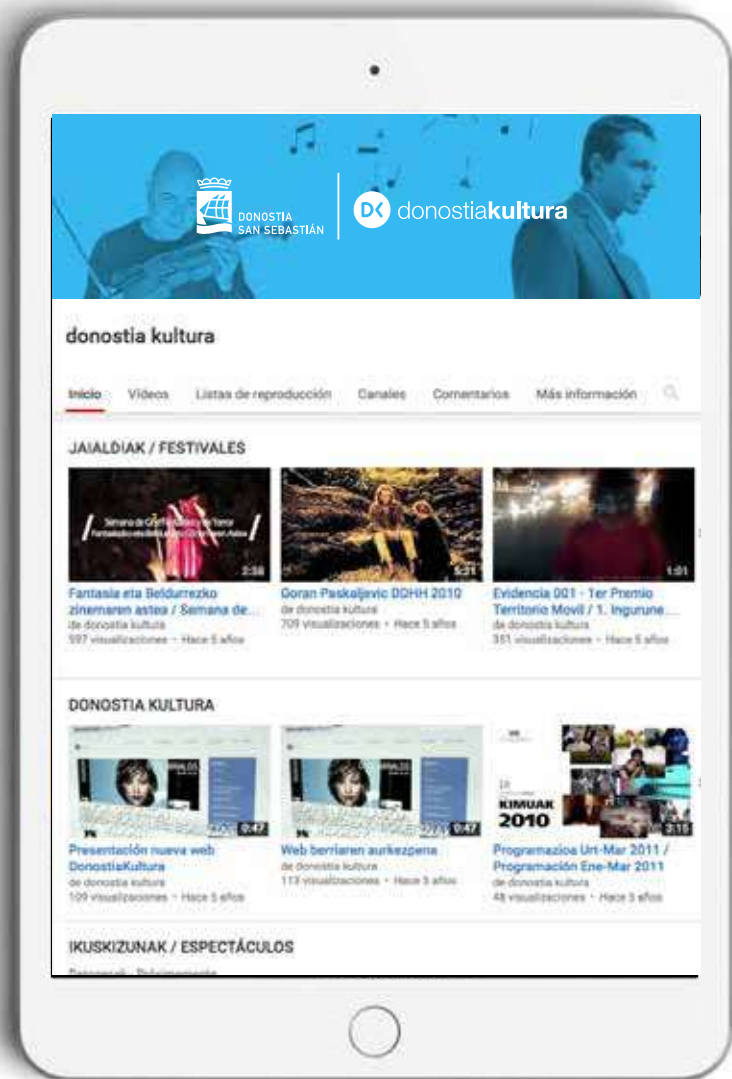 DONOSTIA
SAN SEBASTIÁN
DK donostiakultura
donostia kultura
Inicio Vídeos Listas de reproducción Canales Comentarios Más información
JAIALDIAK / FESTIVALES
2:38
5:21
1:01
Fantasia eta Beldurrezko
zinemaren astea / Semana de...
de donostia kultura
597 visualizaciones • Hace 5 años
Goran Paskaljevic DDHH 2010
de donostia kultura
709 visualizaciones • Hace 5 años
Evidencia 001 - 1er Premio
Territorio Movil / 1. Ingurune...
de donostia kultura
351 visualizaciones • Hace 5 años
DONOSTIA KULTURA
0:47
0:47
KIMUAK
2010
3:15
Presentación nueva web
DonostiaKultura
de donostia kultura
109 visualizaciones • Hace 5 años
Web berriaren aurkezpena
de donostia kultura
113 visualizaciones • Hace 5 años
Programazioa Urt-Mar 2011 /
Programación Ene-Mar 2011
de donostia kultura
48 visualizaciones • Hace 5 años
IKUSKIZUNAK / ESPECTÁCULOS